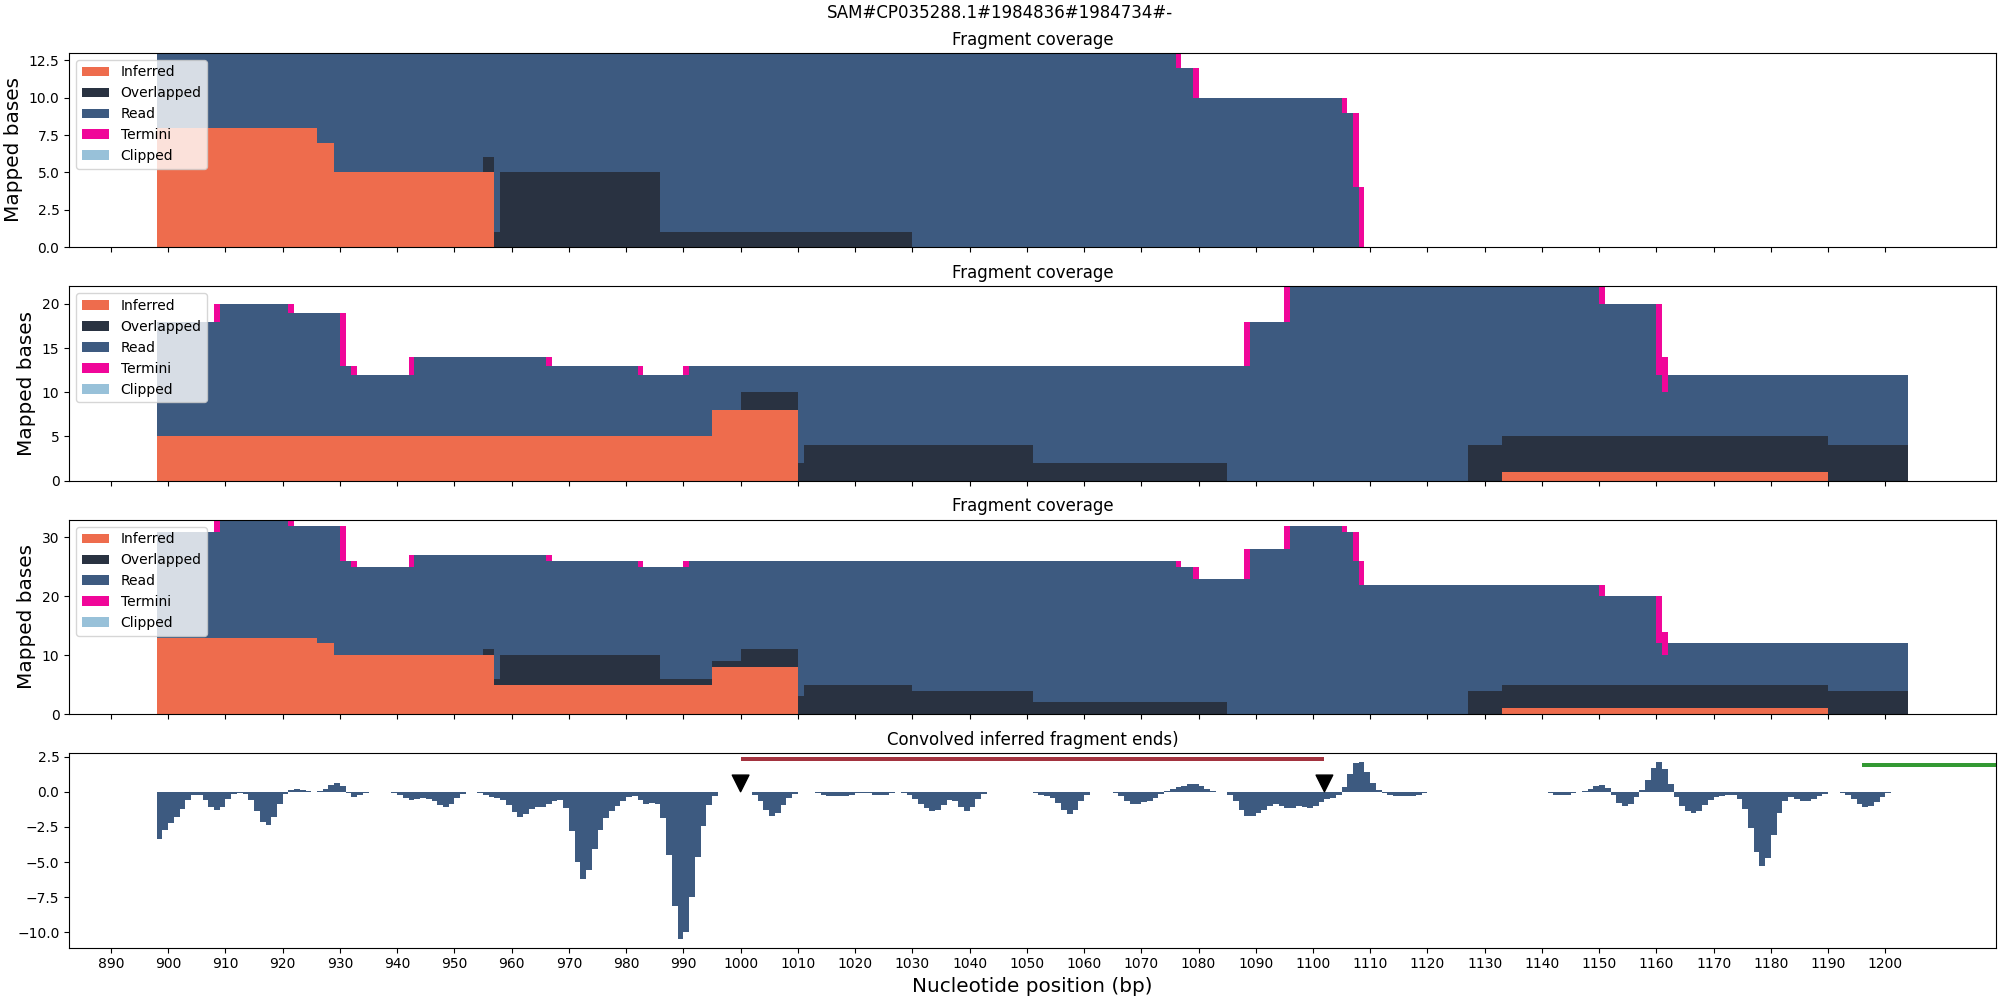 SAM#CP035288.1#1984836#1984734#-
Fragment coverage
Mapped bases
12.5
10.0
7.5
5.0
2.5
0.0
Inferred
Overlapped
Read
Termini
Clipped
Fragment coverage
Mapped bases
20
15
10
5
0
Inferred
Overlapped
Read
Termini
Clipped
Fragment coverage
Mapped bases
30
20
10
0
Inferred
Overlapped
Read
Termini
Clipped
Convolved inferred fragment ends)
2.5
0.0
−2.5
−5.0
−7.5
−10.0
890 900 910 920 930 940 950 960 970 980 990 1000 1010 1020 1030 1040 1050 1060 1070 1080 1090 1100 1110 1120 1130 1140 1150 1160 1170 1180 1190 1200
Nucleotide position (bp)